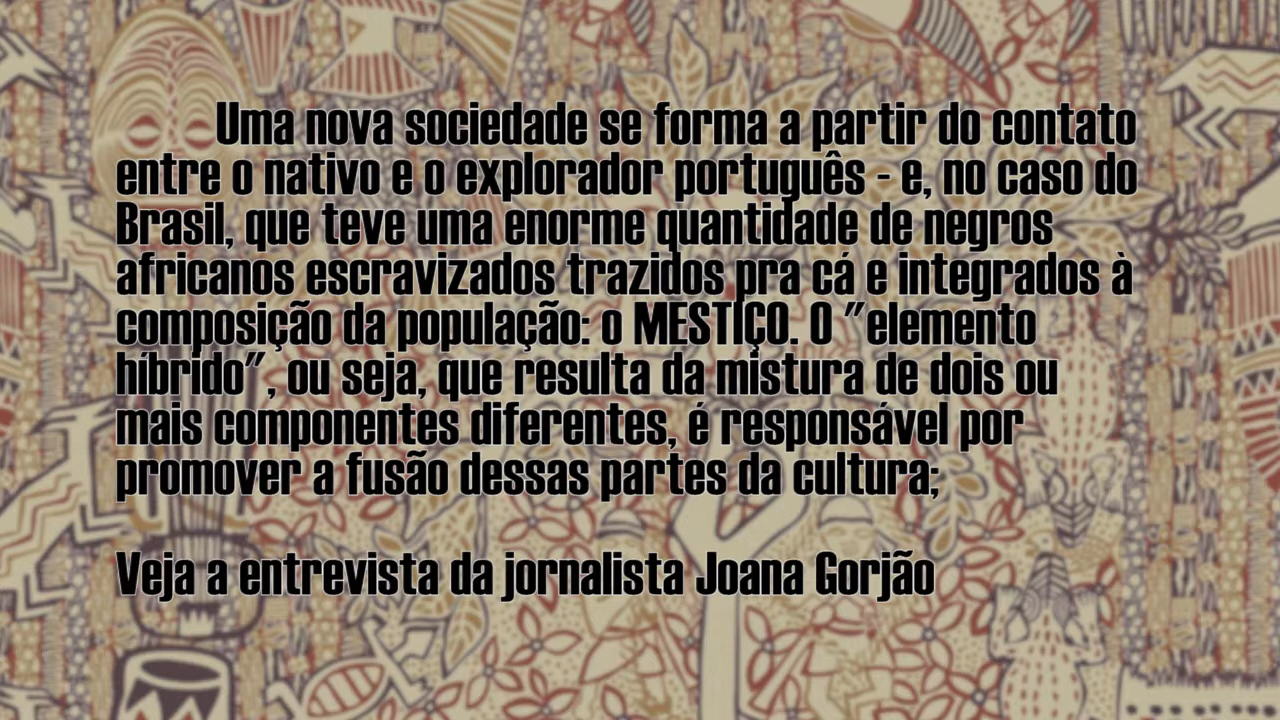 Uma nova sociedade se forma a partir do contato
entre o nativo e o explorador português - e, no caso do
Brasil, que teve uma enorme quantidade de negros
africanos escravizados trazidos pra cá e integrados à
composição da população: o MESTIÇO. O "elemento
híbrido", ou seja, que resulta da mistura de dois ou
mais componentes diferentes, é responsável por
promover a fusão dessas partes da cultura;
Veja a entrevista da jornalista Joana Gorjão